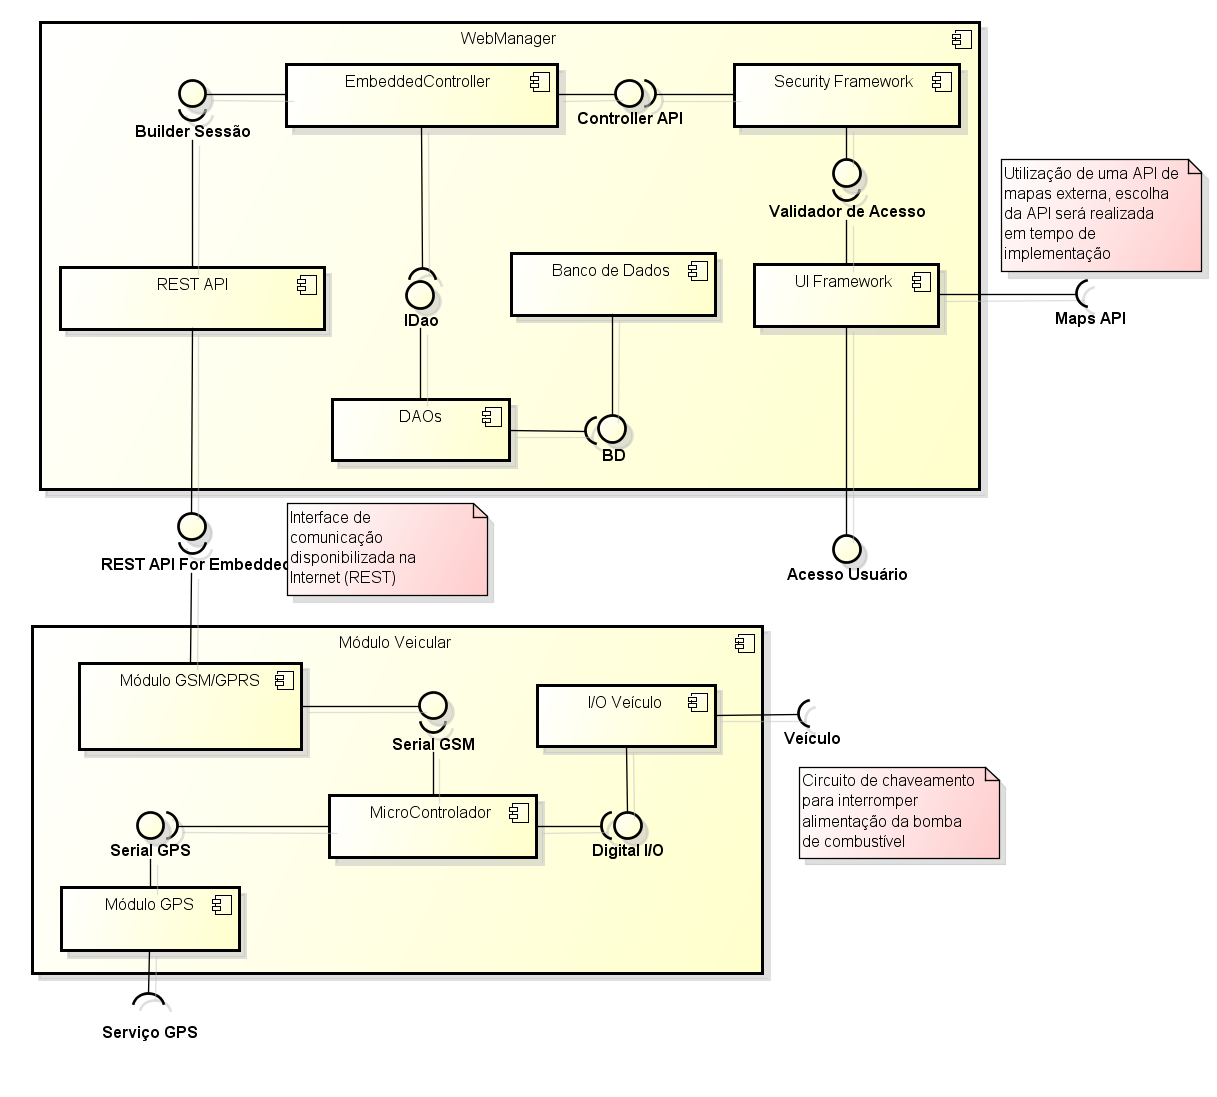 WebManager
EmbeddedController
Security Framework
Builder Sessão
Controller API
Utilização de uma API de
mapas externa, escolha
da API será realizada
em tempo de
implementação
Validador de Acesso
REST API
Banco de Dados
UI Framework
IDao
Maps API
DAOs
BD
Interface de
comunicação
disponibilizada na
Internet (REST)
REST API For Embedded
Acesso Usuário
Módulo Veicular
Módulo GSM/GPRS
I/O Veículo
Serial GSM
Veículo
Circuito de chaveamento
para interromper
alimentação da bomba
de combustível
MicroControlador
Serial GPS
Digital I/O
Módulo GPS
Serviço GPS